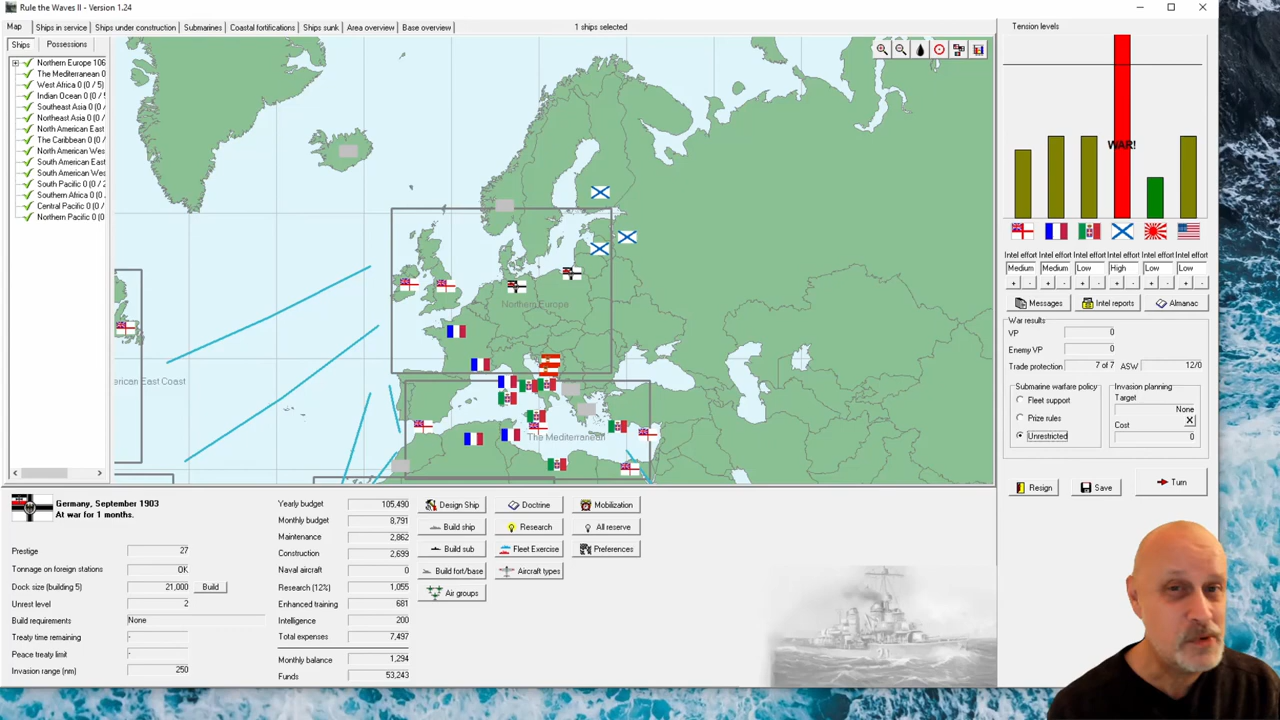 Rule the Waves II - Version 1.24
Map
Ships in service
Ships under construction
Submarines
Coastal fortifications
Ships sunk
Area overview
Base overview
1 ships selected
Ships
Possessions
Northern Europe 106
The Mediterranean 0
West Africa 0 (0 /
Indian Ocean 0 (0 /
Southeast Asia 0 (0 /
Northeast Asia 0 (0 /
North American East
The Caribbean 0 (0 /
North American Wes
South American East
South American Wes
South Pacific 0 (0 / 2
Southern Africa 0 (0
Central Pacific 0 (0
Northern Pacific 0 (0
Northern Europe
The Mediterranean
erican East Coast
Tension levels
WAR!
Intel effort Intel effort Intel effort Intel effort Intel effort Intel effort
Medium Medium Low High Low Low
+ - + - + - + - + - + -
Messages
Intel reports
Almanac
War results
VP 0
Enemy VP 0
Trade protection 7 of 7 ASW 12/0
Submarine warfare policy
Fleet support
Prize rules
Unrestricted
Invasion planning
Target
None
Cost
0
Resign
Save
Turn
Germany, September 1903
At war for 1 months.
Prestige 27
Tonnage on foreign stations OK
Dock size (building 5) 21,000 Build
Unrest level 2
Build requirements None
Treaty time remaining -
Peace treaty limit -
Invasion range (nm) 250
Yearly budget 105,490
Monthly budget 8,791
Maintenance 2,862
Construction 2,699
Naval aircraft 0
Research (12%) 1,055
Enhanced training 681
Intelligence 200
Total expenses 7,497
Monthly balance 1,294
Funds 53,243
Design Ship
Doctrine
Mobilization
Build ship
Research
All reserve
Build sub
Fleet Exercise
Preferences
Build fort/base
Aircraft types
Air groups